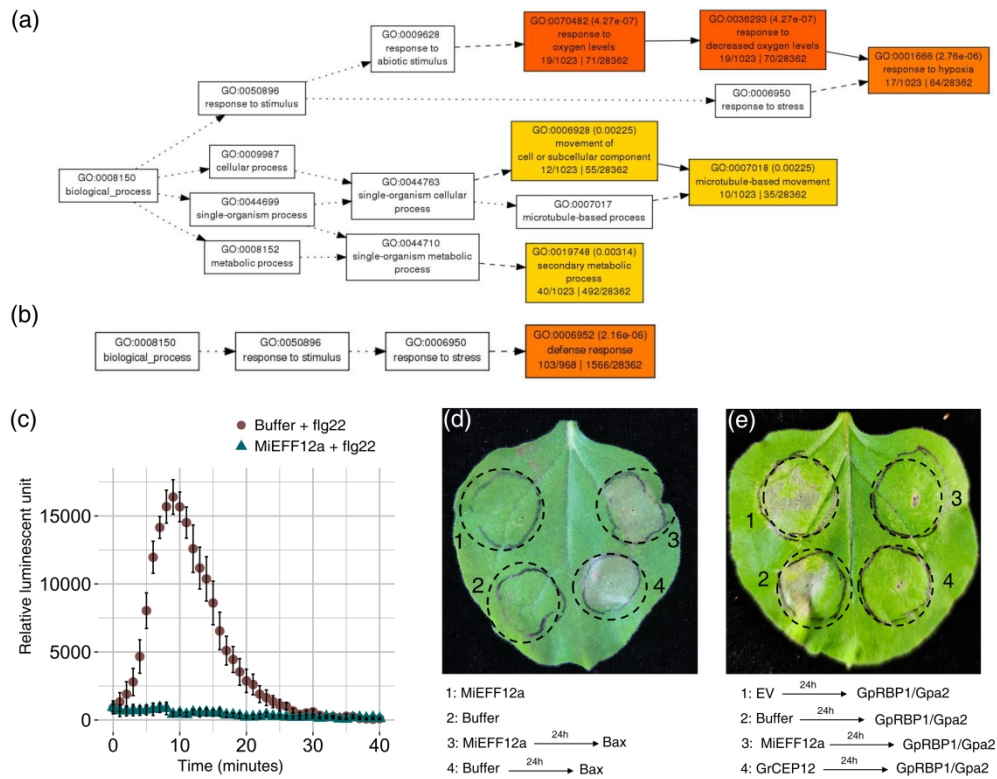 (a)
GO:0009628
response to
abiotic stimulus
GO:0070482 (4.27e-07)
response to
oxygen levels
19/1023 | 71/28362
GO:0036293 (4.27e-07)
response to
decreased oxygen levels
19/1023 | 70/28362
GO:0001666 (2.76e-06)
response to hypoxia
17/1023 | 64/28362
GO:0050896
response to stimulus
GO:0006950
response to stress
GO:0008150
biological_process
GO:0009987
cellular process
GO:0044699
single-organism process
GO:0008152
metabolic process
GO:0044763
single-organism cellular
process
GO:0044710
single-organism metabolic
process
GO:0006928 (0.00225)
movement of
cell or subcellular component
12/1023 | 55/28362
GO:0007017
microtubule-based process
GO:0007018 (0.00225)
microtubule-based movement
10/1023 | 35/28362
GO:0019748 (0.00314)
secondary metabolic
process
40/1023 | 492/28362
(b)
GO:0008150
biological_process
GO:0050896
response to stimulus
GO:0006950
response to stress
GO:0006952 (2.16e-06)
defense response
103/968 | 1566/28362
(c)
Buffer + flg22
MiEFF12a + flg22
Relative luminescent unit
15000
10000
5000
0
0 10 20 30 40
Time (minutes)
(d)
1
2
3
4
1: MiEFF12a
2: Buffer
3: MiEFF12a 24h Bax
4: Buffer 24h Bax
(e)
1
2
3
4
1: EV 24h GpRBP1/Gpa2
2: Buffer 24h GpRBP1/Gpa2
3: MiEFF12a 24h GpRBP1/Gpa2
4: GrCEP12 24h GpRBP1/Gpa2